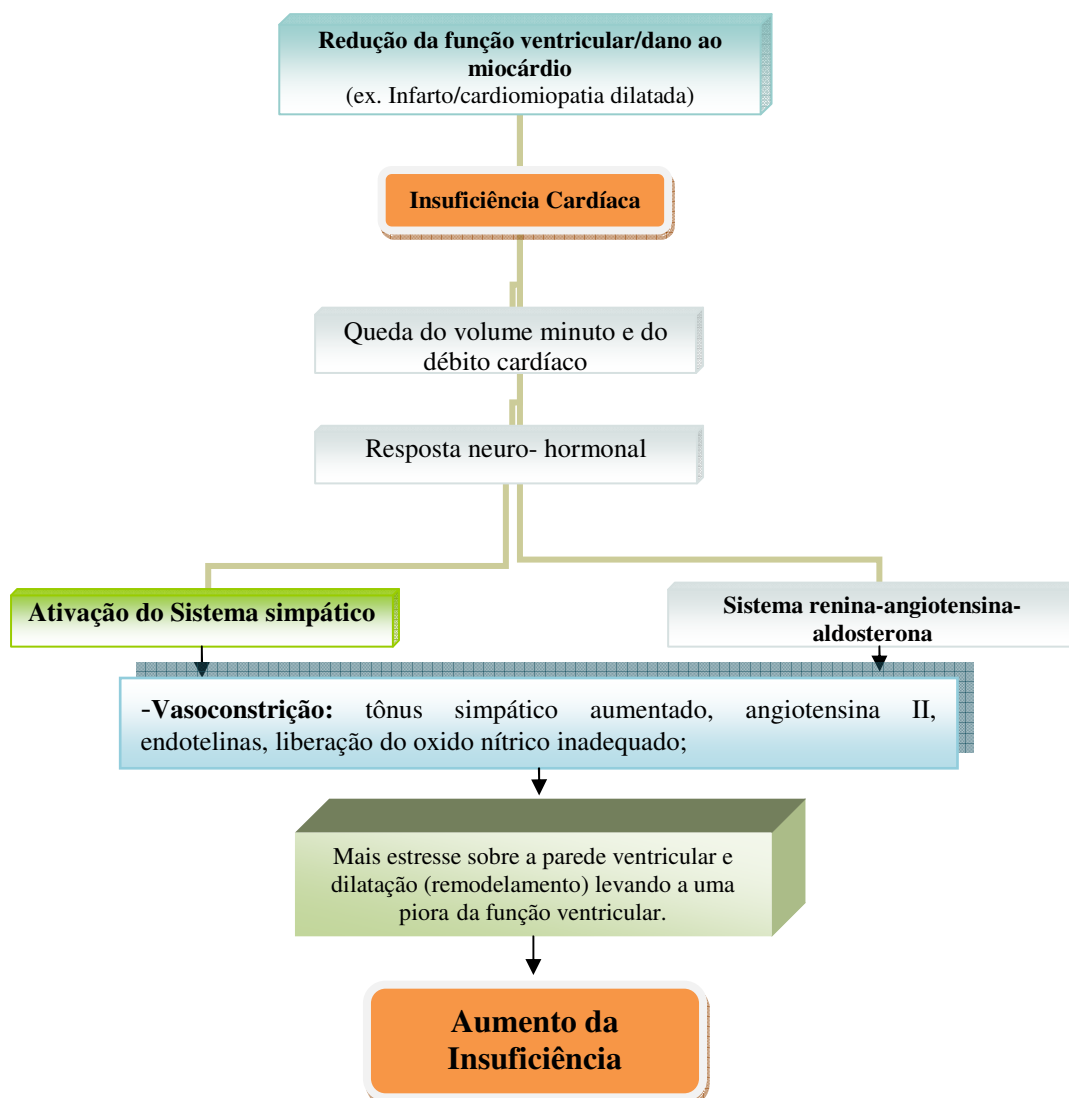 Redução da função ventricular/dano ao
miocárdio
(ex. Infarto/cardiomiopatia dilatada)
Insuficiência Cardíaca
Queda do volume minuto e do
débito cardíaco
Resposta neuro- hormonal
Ativação do Sistema simpático
Sistema renina-angiotensina-
aldosterona
-Vasoconstrição: tônus simpático aumentado, angiotensina II,
endotelinas, liberação do oxido nítrico inadequado;
Mais estresse sobre a parede ventricular e
dilatação (remodelamento) levando a uma
piora da função ventricular.
Aumento da
Insuficiência